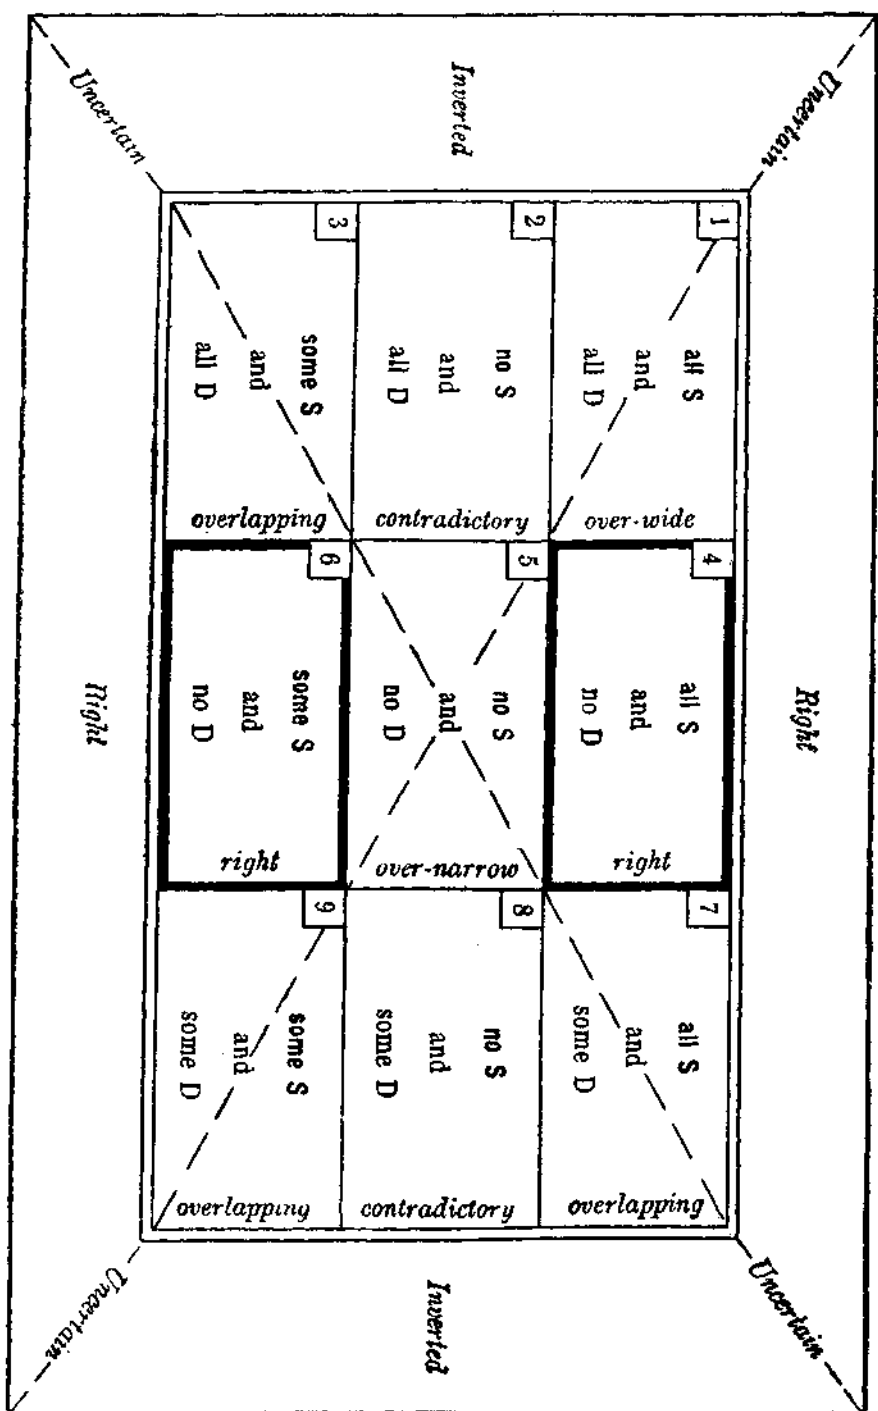 Uncertain
Right
Uncertain
Inverted
1
all S
and
all D
over-wide
4
all S
and
no D
right
7
all S
and
some D
overlapping
2
no S
and
all D
contradictory
5
no S
and
no D
over-narrow
8
no S
and
some D
contradictory
3
some S
and
all D
overlapping
6
some S
and
no D
right
9
some S
and
some D
overlapping
Inverted
Uncertain
Right
Uncertain